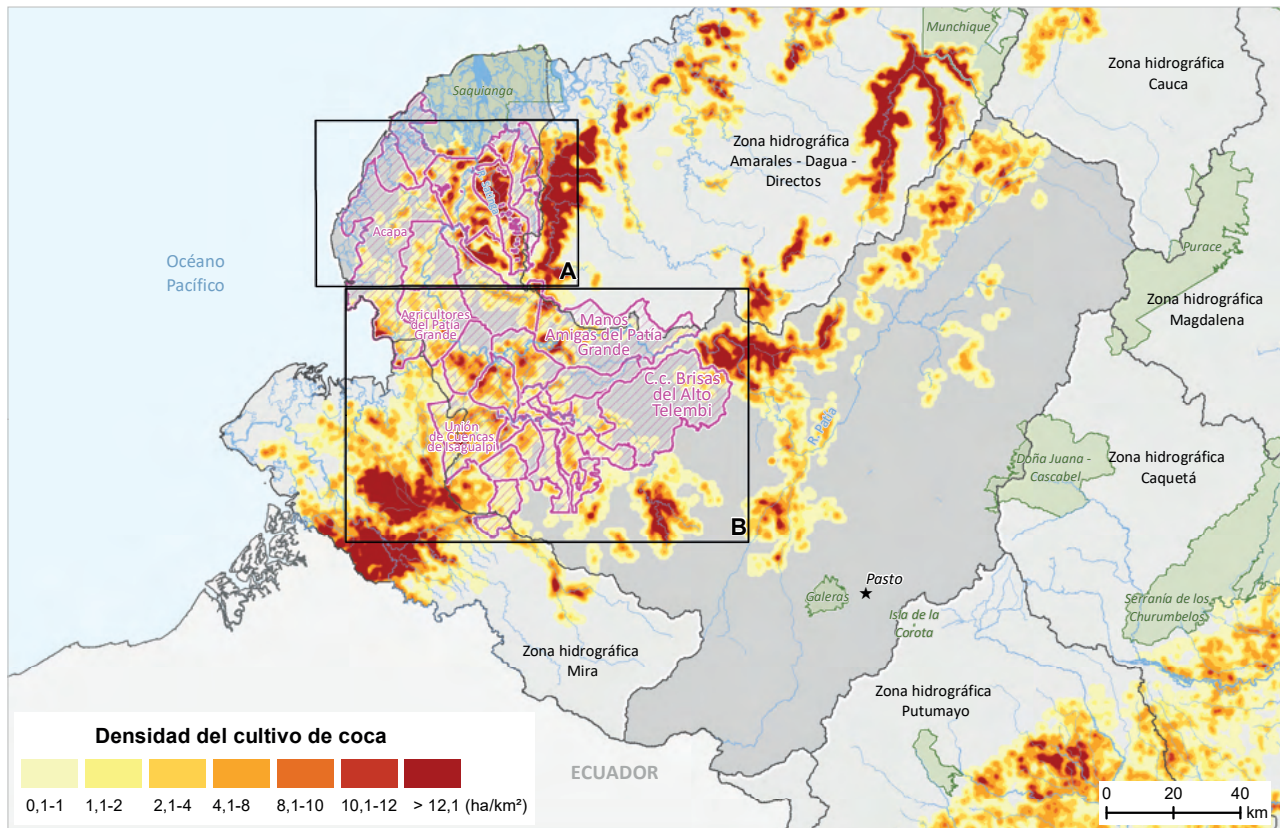 Munchique
Zona hidrográfica
Cauca
Saquianga
Zona hidrográfica
Amarales - Dagua -
Directos
Purace
Acapa
Océano
Pacífico
A
Zona hidrográfica
Magdalena
Agricultores
del Patía
Grande
Manos
Amigas del Patía
Grande
C.c. Brisas
del Alto
Telembi
R. Patía
Unión
de Cuencas
de Isagualpi
Doña Juana -
Cascabel
Zona hidrográfica
Caquetá
B
Pasto
Galeras
Isla de la
Corota
Serranía de los
Churumbelos
Zona hidrográfica
Mira
Zona hidrográfica
Putumayo
Densidad del cultivo de coca
0,1-1 1,1-2 2,1-4 4,1-8 8,1-10 10,1-12 > 12,1 (ha/km²)
ECUADOR
0 20 40
km